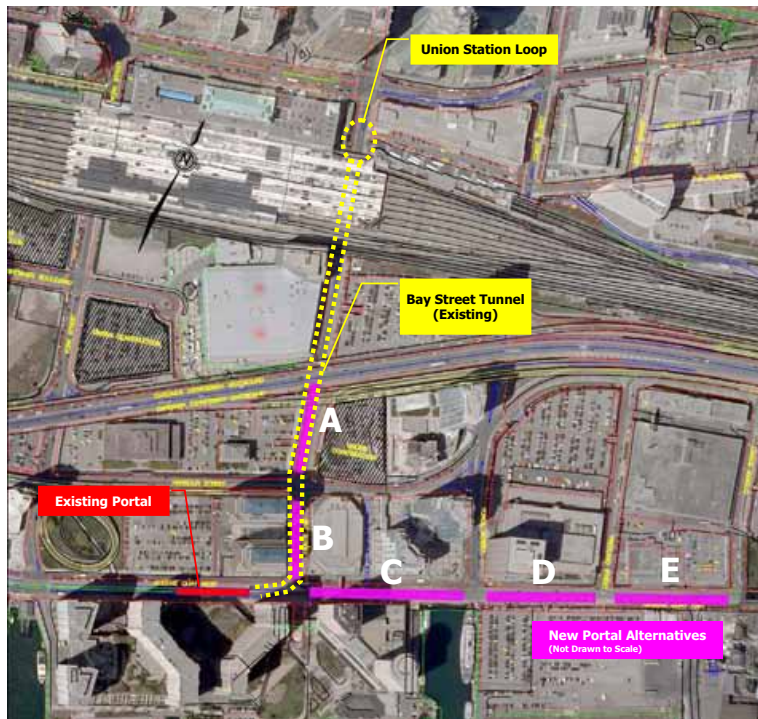 Union Station Loop
N
Bay Street Tunnel
(Existing)
A
Existing Portal
B
C
D
E
New Portal Alternatives
(Not Drawn to Scale)